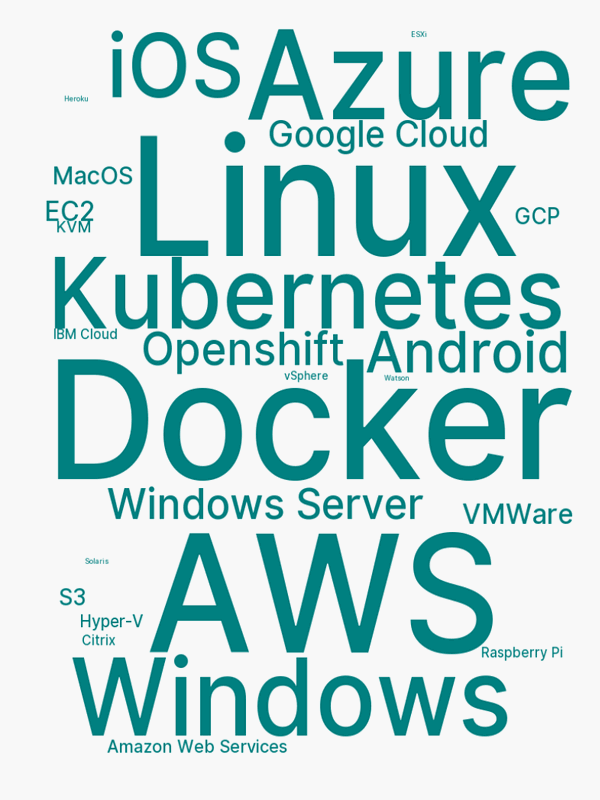 ESXi
iOS Azure
Heroku
Google Cloud
Linux
MacOS
EC2
GCP
KVM
Kubernetes
IBM Cloud
Openshift Android
vSphere Watson
Docker
Windows Server
VMWare
AWS
Solaris
S3
Hyper-V
Citrix
Raspberry Pi
Windows
Amazon Web Services